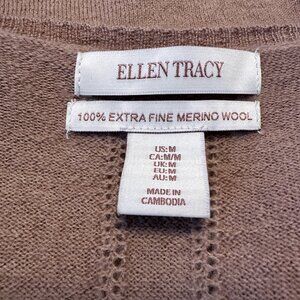 ELLEN TRACY
100% EXTRA FINE MERINO WOOL
US:M
CA:M/M
UK:M
EU:M
AU:M
MADE IN
CAMBODIA